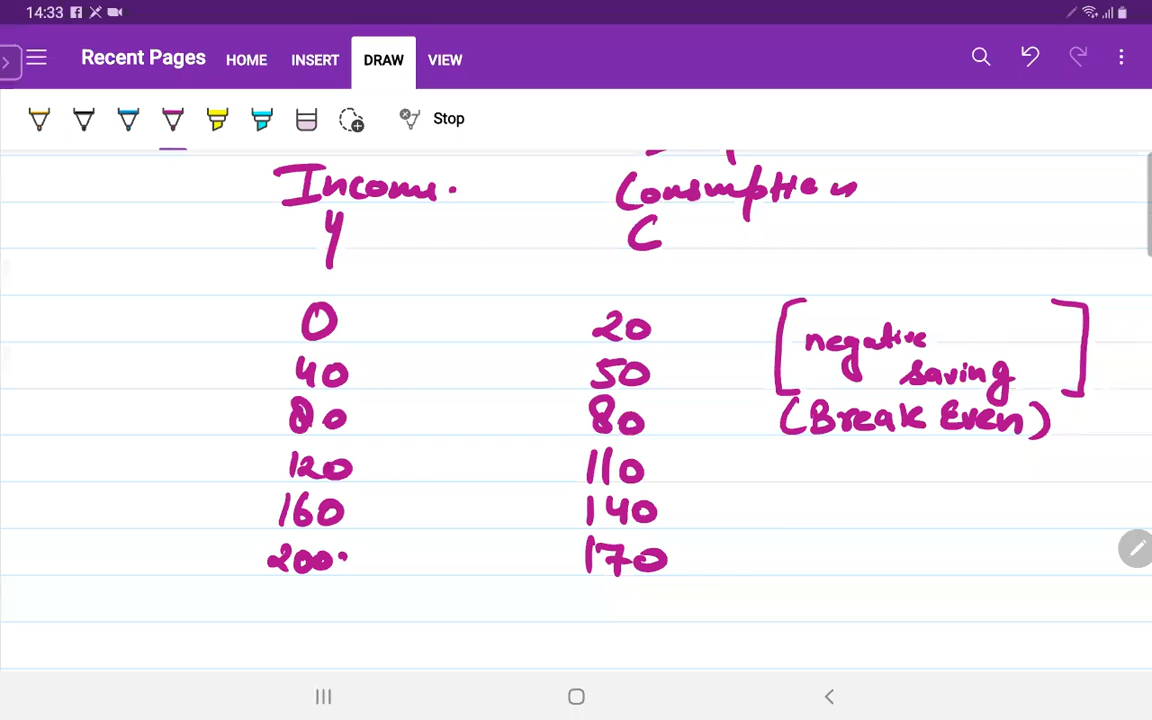 14:33
Recent Pages HOME INSERT DRAW VIEW
Stop
Income. Consumption
Y C
0 20 [negative
40 50 saving]
80 80 (Break Even)
120 110
160 140
200. 170